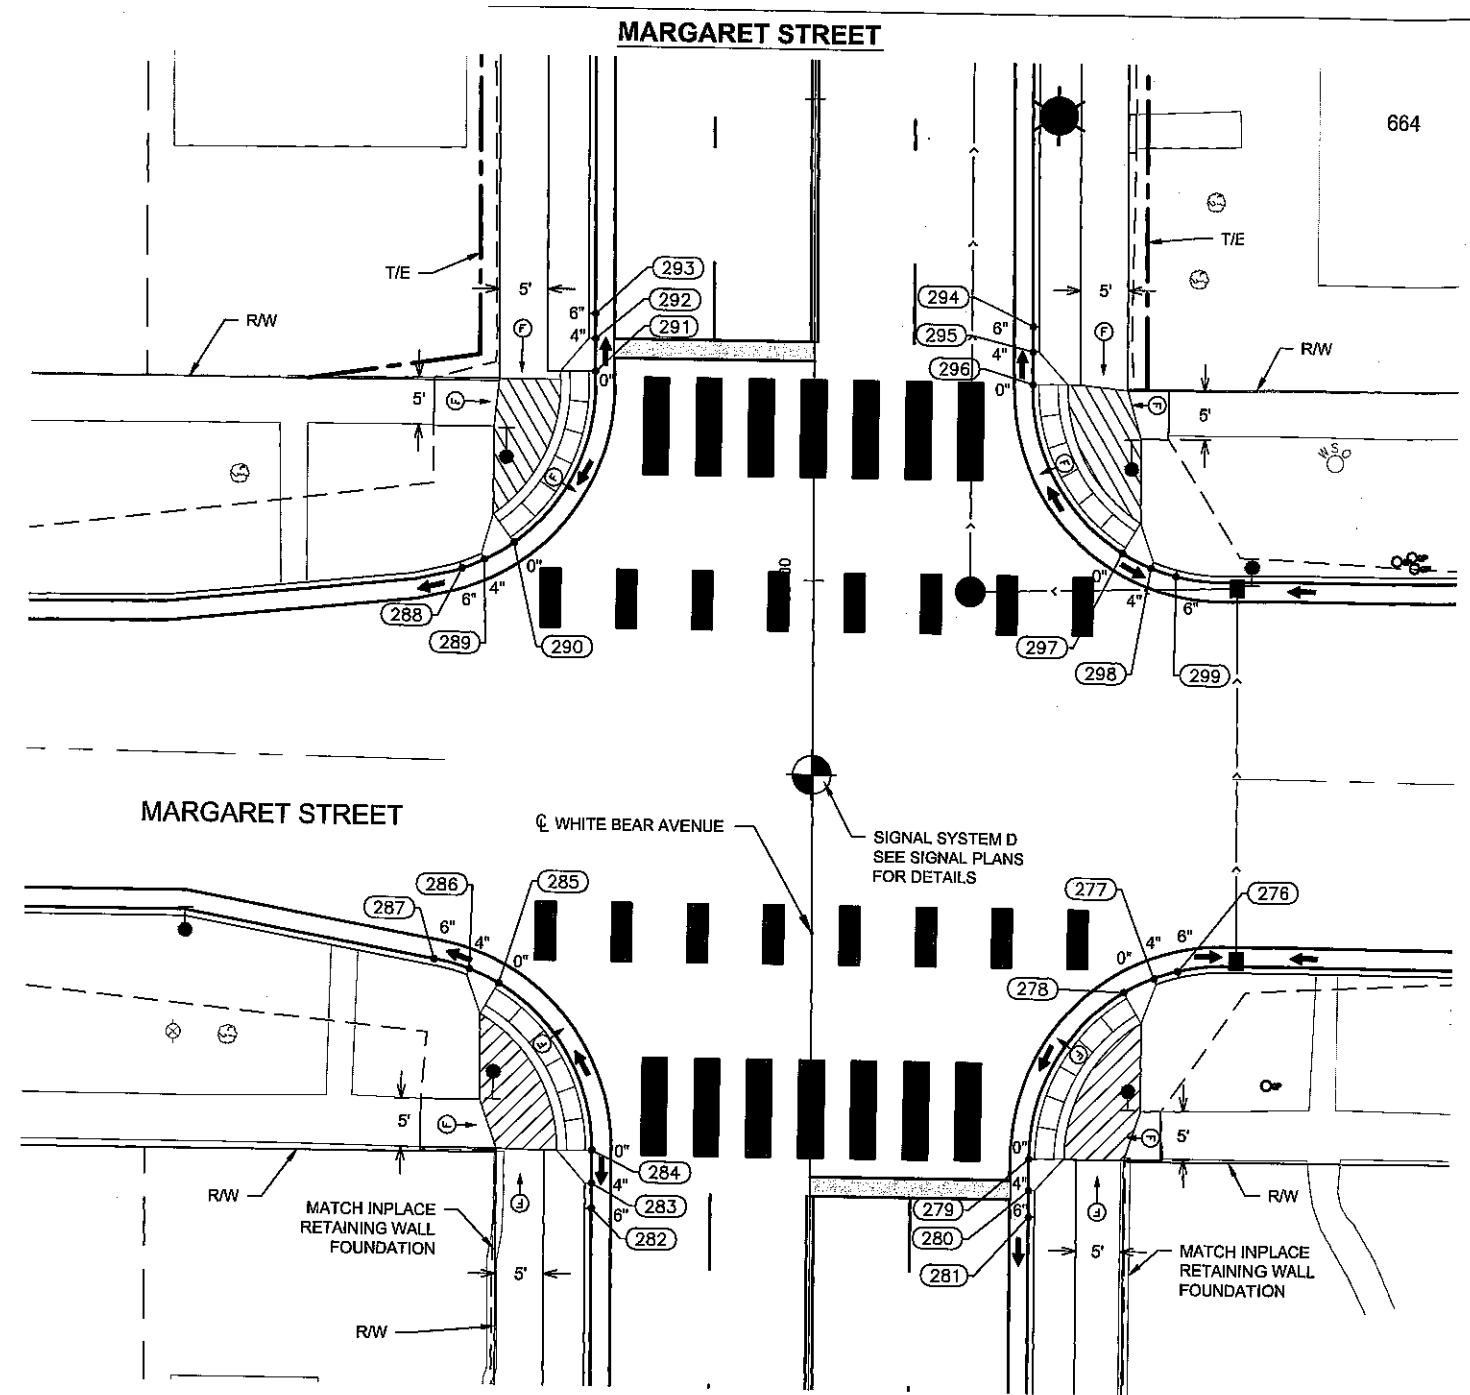 MARGARET STREET
664
T/E
T/E
293
292
291
6"
4"
0"
5'
F
294
295
296
6"
4"
0"
5'
F
R/W
R/W
5'
F
F
5'
F
F
WS
288
289
290
6"
4"
0"
297
298
299
0"
4"
6"
MARGARET STREET
℄ WHITE BEAR AVENUE
SIGNAL SYSTEM D
SEE SIGNAL PLANS
FOR DETAILS
287
286
285
6"
4"
0"
277
276
278
0"
4"
6"
F
F
5'
F
F
5'
0"
4"
6"
284
283
282
0"
4"
6"
279
280
281
R/W
R/W
MATCH INPLACE
RETAINING WALL
FOUNDATION
F
5'
F
5'
MATCH INPLACE
RETAINING WALL
FOUNDATION
R/W